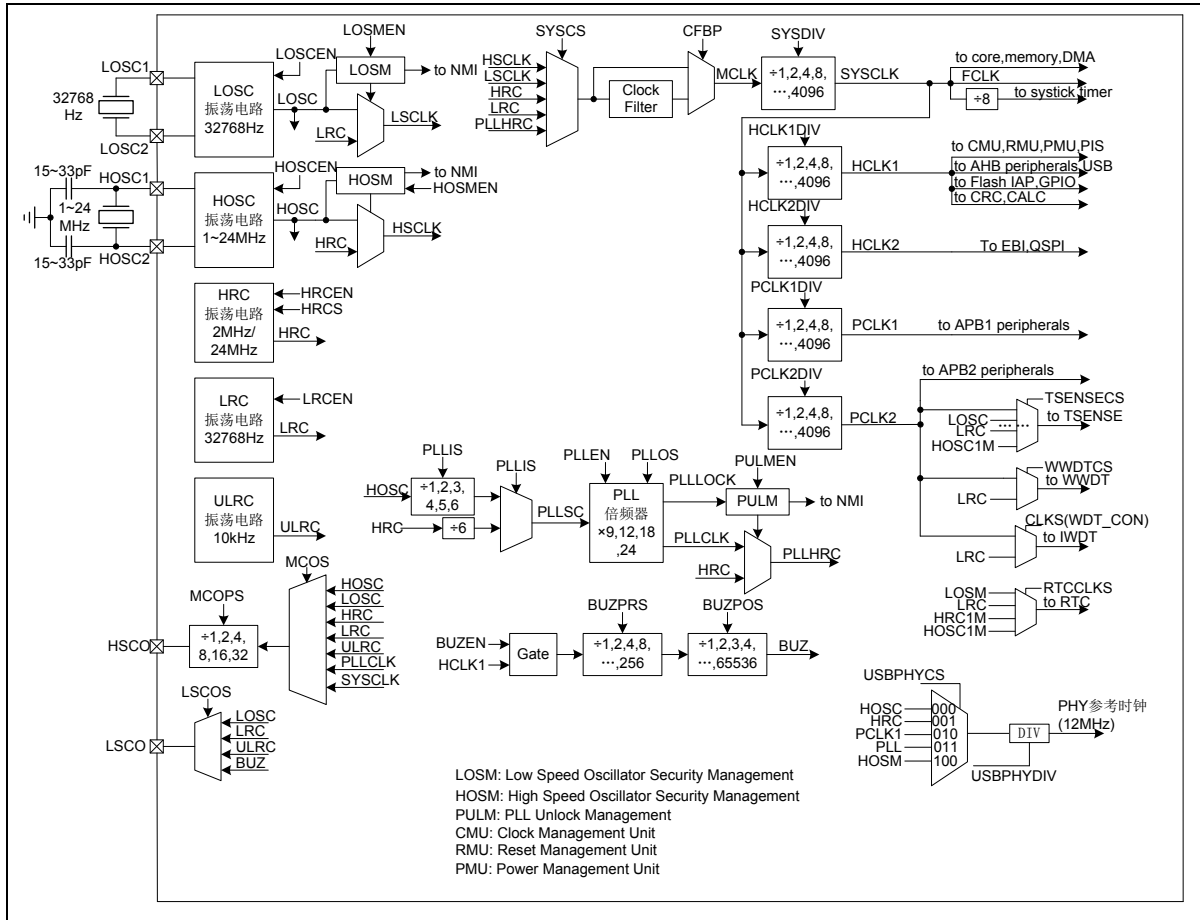 LOSMEN
SYSCS
CFBP
SYSDIV
LOSC1
LOSCEN
LOSM
to NMI
32768
Hz
LOSC
振荡电路
32768Hz
LOSC
LRC
LSCLK
LOSC2
HSCLK
LSCLK
HRC
LRC
PLLHRC
Clock
Filter
MCLK
÷1,2,4,8,
…,4096
SYSCLK
to core,memory,DMA
FCLK
÷8
to systick timer
15~33pF
HOSC1
1~24
MHz
15~33pF
HOSC2
HOSCEN
HOSC
振荡电路
1~24MHz
HOSC
HOSM
to NMI
HOSMEN
HRC
HSCLK
HCLK1DIV
÷1,2,4,8,
…,4096
HCLK1
to CMU,RMU,PMU,PIS
to AHB peripherals,USB
to Flash IAP,GPIO
to CRC,CALC
HCLK2DIV
÷1,2,4,8,
…,4096
HCLK2
To EBI,QSPI
HRC
振荡电路
2MHz/
24MHz
HRCEN
HRCS
HRC
PCLK1DIV
÷1,2,4,8,
…,4096
PCLK1
to APB1 peripherals
LRC
振荡电路
32768Hz
LRCEN
LRC
PCLK2DIV
÷1,2,4,8,
…,4096
PCLK2
to APB2 peripherals
TSENSECS
LOSC
… …
LRC
HOSC1M
to TSENSE
WWDTCS
to WWDT
LRC
CLKS(WDT_CON)
to IWDT
LRC
ULRC
振荡电路
10kHz
ULRC
PLLIS
HOSC
÷1,2,3,
4,5,6
HRC
÷6
PLLIS
PLLSC
PLLEN
PLLOS
PLL
倍频器
×9,12,18
,24
PLLLOCK
PLLCLK
PULMEN
PULM
to NMI
HRC
PLLHRC
RTCCLKS
LOSM
LRC
HRC1M
HOSC1M
to RTC
MCOS
MCOPS
HSCO
÷1,2,4,
8,16,32
HOSC
LOSC
HRC
LRC
ULRC
PLLCLK
SYSCLK
BUZEN
HCLK1
Gate
BUZPRS
÷1,2,4,8,
…,256
BUZPOS
÷1,2,3,4,
…,65536
BUZ
LSCOS
LSCO
LOSC
LRC
ULRC
BUZ
USBPHYCS
HOSC 000
HRC 001
PCLK1 010
PLL 011
HOSM 100
DIV
USBPHYDIV
PHY参考时钟
(12MHz)
LOSM: Low Speed Oscillator Security Management
HOSM: High Speed Oscillator Security Management
PULM: PLL Unlock Management
CMU: Clock Management Unit
RMU: Reset Management Unit
PMU: Power Management Unit